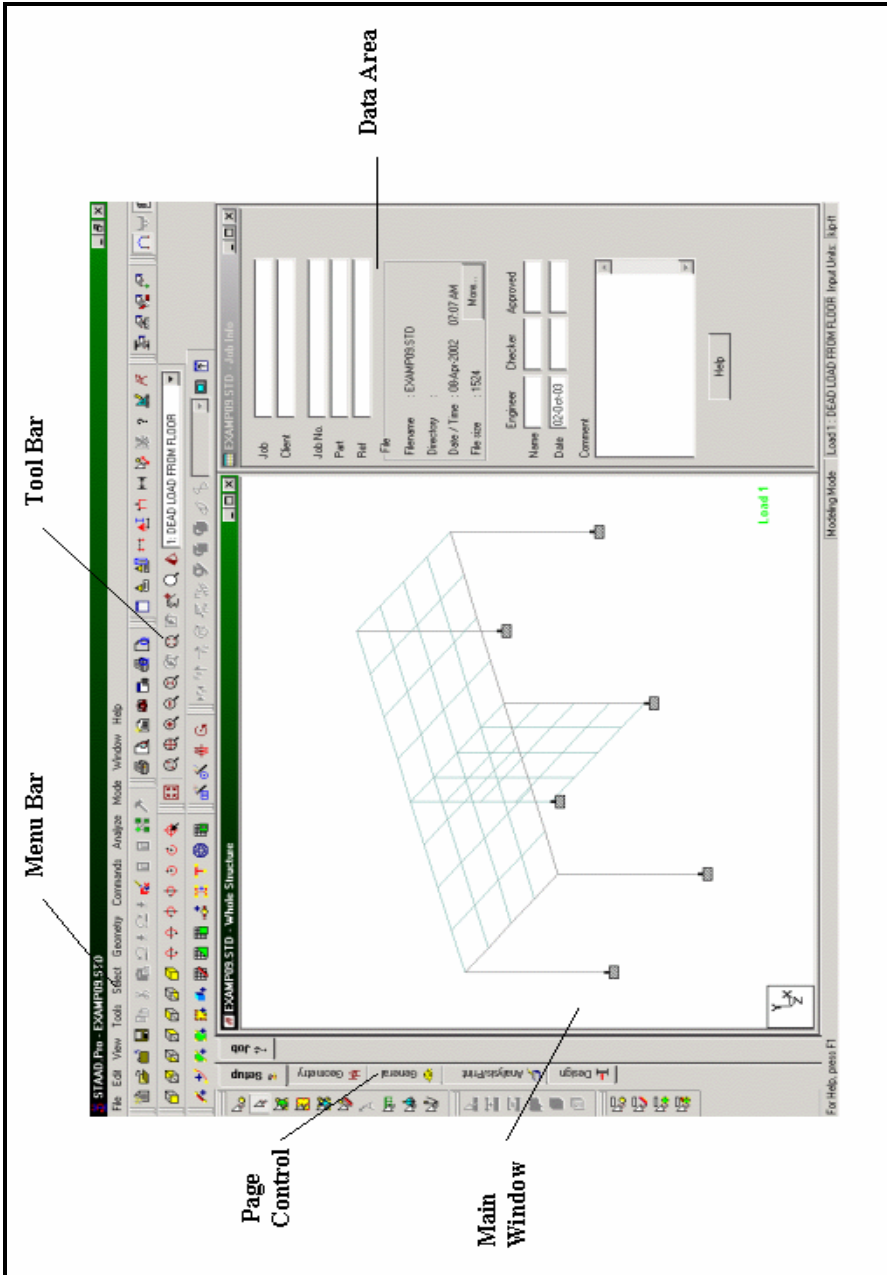 Menu Bar
Tool Bar
STAAD.Pro - EXAMP09.STD
File Edit View Tools Select Geometry Commands Analyze Mode Window Help
1: DEAD LOAD FROM FLOOR
Page
Control
Setup
Geometry
General
Analysis/Print
Design
Job
EXAMP09.STD - Whole Structure
Load 1
Y
X
Z
Main
Window
EXAMP09.STD - Job Info
Job
Client
Job No.
Part
Ref
File
Filename : EXAMP09.STD
Directory :
Date / Time : 08-Apr-2002 07:07 AM
File size : 1524
More...
Engineer Checker Approved
Name
Date 02-Oct-03
Comment
Help
Data Area
For Help, press F1
Modeling Mode
Load 1 : DEAD LOAD FROM FLOOR
Input Units: kip-ft